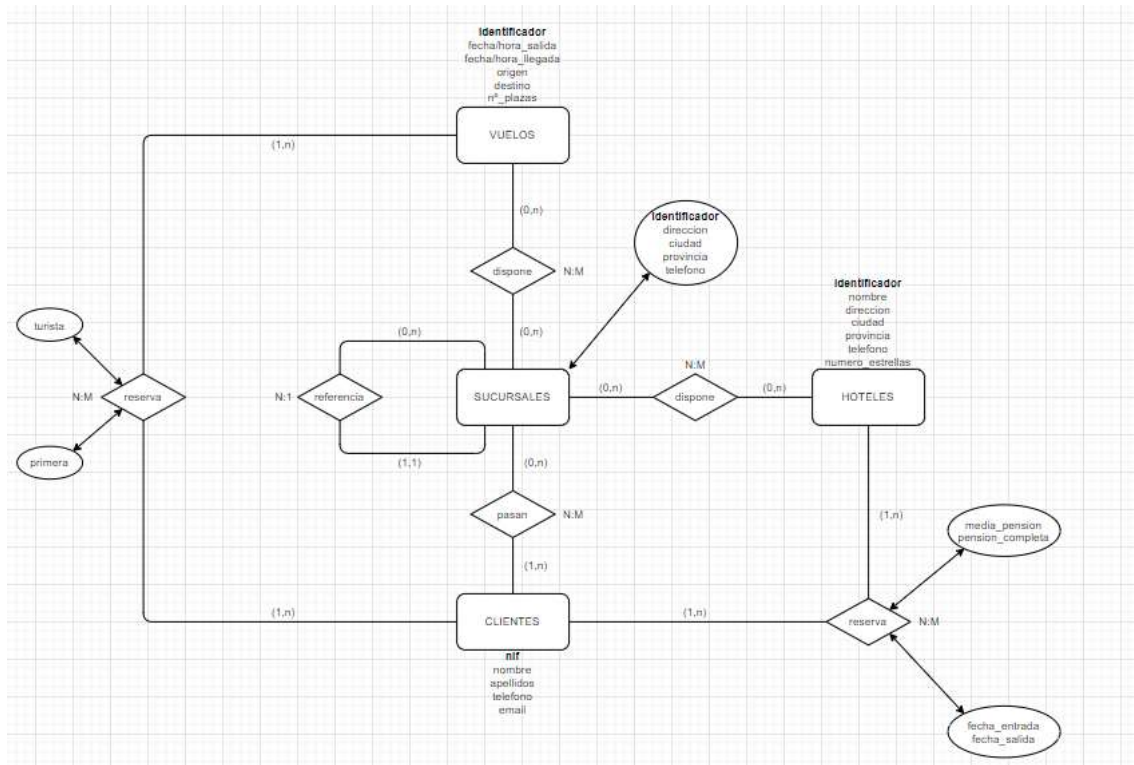 Identificador
fecha/hora_salida
fecha/hora_llegada
origen
destino
nº_plazas
VUELOS
(1,n)
(0,n)
Identificador
direccion
ciudad
provincia
telefono
dispone
N:M
Identificador
nombre
direccion
ciudad
provincia
telefono
numero_estrellas
turista
(0,n)
(0,n)
N:M
N:M
reserva
N:1
referencia
SUCURSALES
(0,n)
dispone
(0,n)
HOTELES
primera
(1,1)
(0,n)
pasan
N:M
(1,n)
media_pension
pension_completa
(1,n)
(1,n)
CLIENTES
(1,n)
reserva
N:M
nif
nombre
apellidos
telefono
email
fecha_entrada
fecha_salida